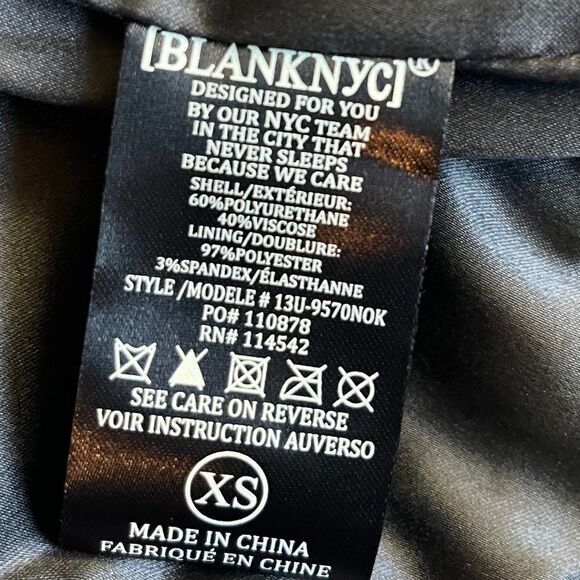 [BLANKNYC]®
DESIGNED FOR YOU
BY OUR NYC TEAM
IN THE CITY THAT
NEVER SLEEPS
BECAUSE WE CARE
SHELL/EXTÉRIEUR:
60%POLYURETHANE
40%VISCOSE
LINING/DOUBLURE:
97%POLYESTER
3%SPANDEX/ÉLASTHANNE
STYLE /MODELE # 13U-9570NOK
PO# 110878
RN# 114542
SEE CARE ON REVERSE
VOIR INSTRUCTION AUVERSO
XS
MADE IN CHINA
FABRIQUÉ EN CHINE